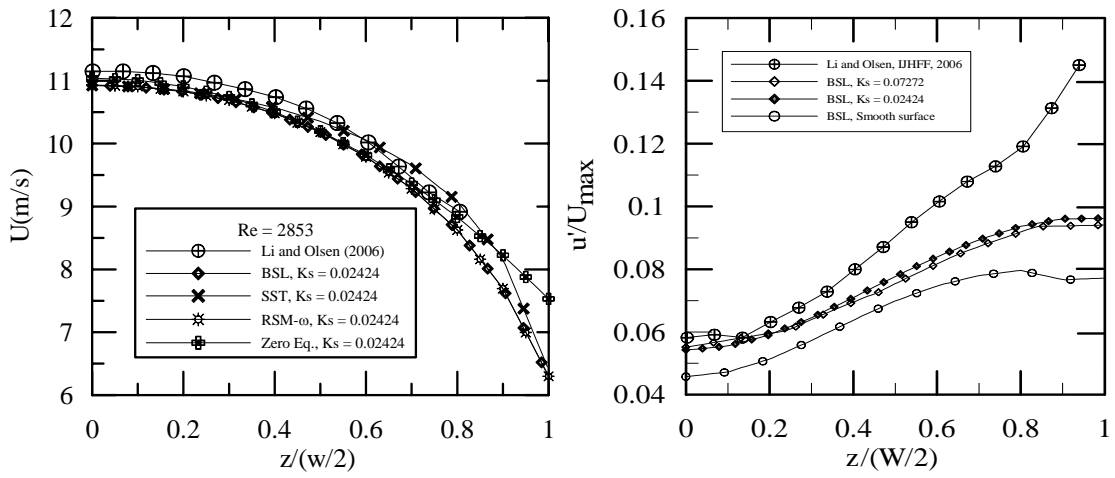 12
11
10
9
8
7
6
U(m/s)
Re = 2853
Li and Olsen (2006)
BSL, Ks = 0.02424
SST, Ks = 0.02424
RSM-ω, Ks = 0.02424
Zero Eq., Ks = 0.02424
0 0.2 0.4 0.6 0.8 1
z/(w/2)
0.16
0.14
0.12
0.1
0.08
0.06
0.04
u'/Umax
Li and Olsen, IJHFF, 2006
BSL, Ks = 0.07272
BSL, Ks = 0.02424
BSL, Smooth surface
0 0.2 0.4 0.6 0.8 1
z/(W/2)